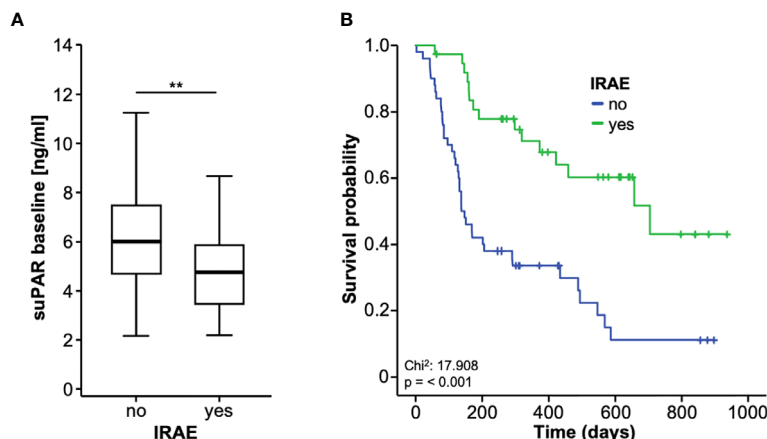 A
suPAR baseline [ng/ml]
14
12
10
8
6
4
2
0
**
no yes
IRAE
B
Survival probability
1.0
0.8
0.6
0.4
0.2
0
IRAE
no
yes
Chi²: 17.908
p = < 0.001
0 200 400 600 800 1000
Time (days)